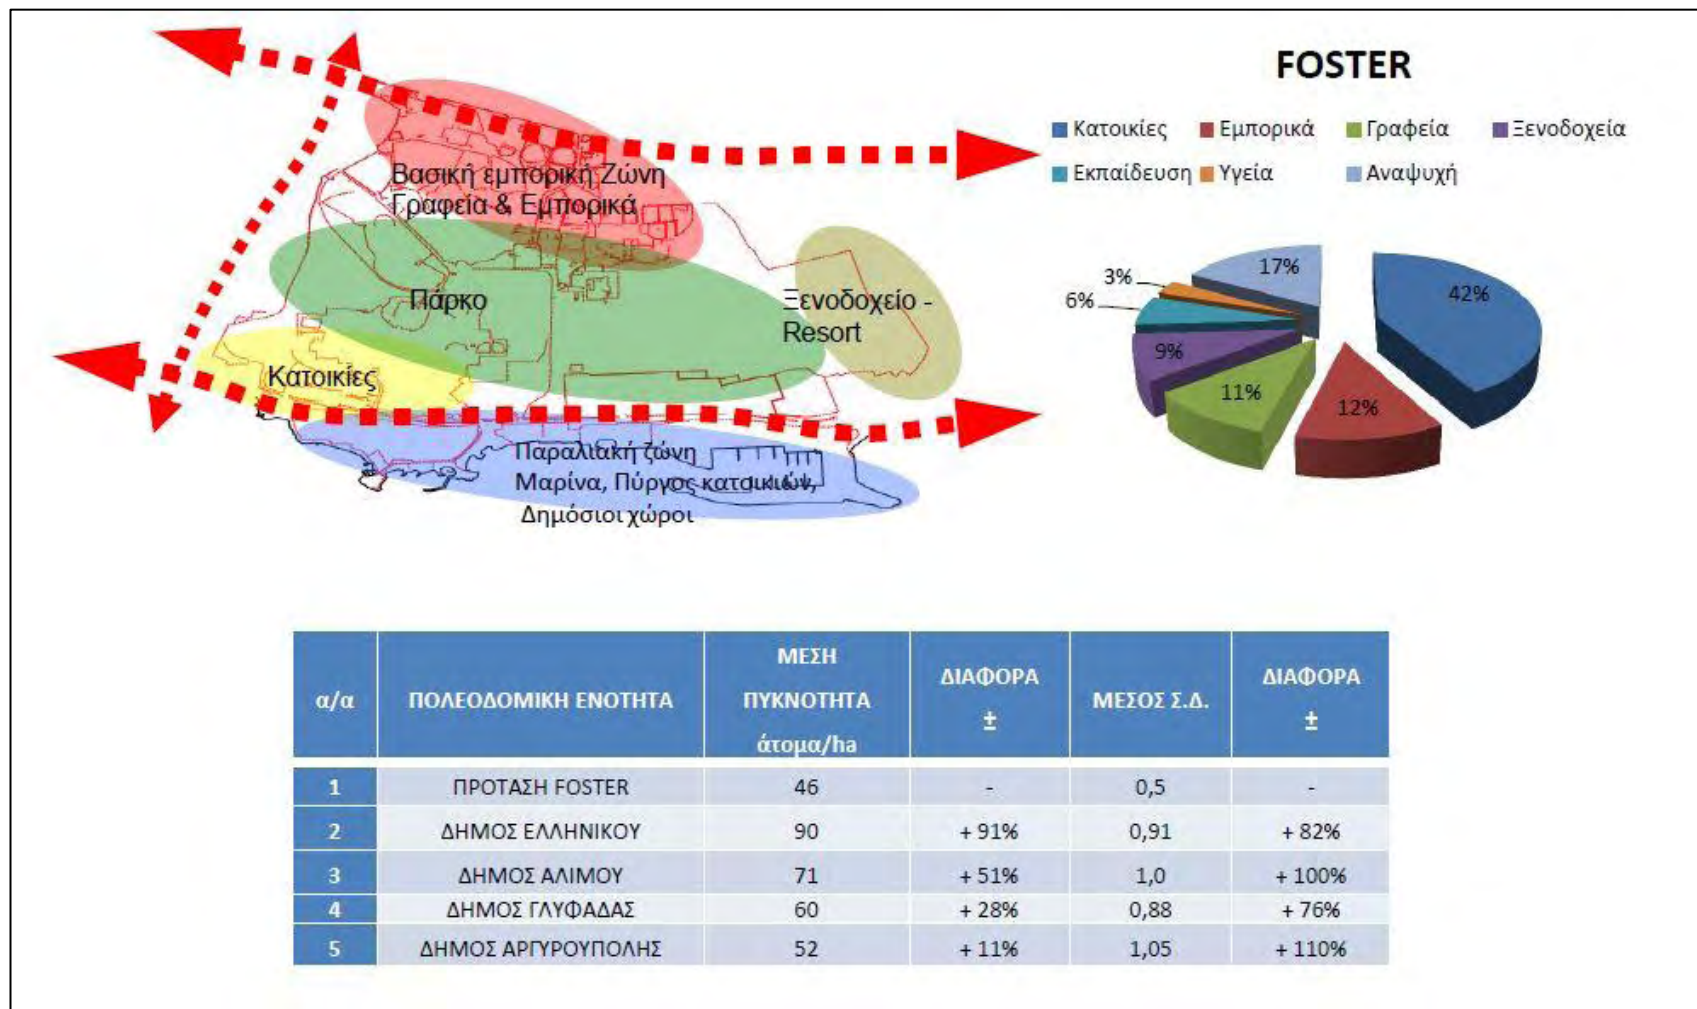 Βασική εμπορική Ζώνη
Γραφεία & Εμπορικά
Πάρκο
Ξενοδοχείο -
Resort
Κατοικίες
Παραλιακή ζώνη
Μαρίνα, Πύργος κατοικιών,
Δημόσιοι χώροι
FOSTER
Κατοικίες Εμπορικά Γραφεία Ξενοδοχεία
Εκπαίδευση Υγεία Αναψυχή
17%
3%
42%
6%
9%
11%
12%
α/α ΠΟΛΕΟΔΟΜΙΚΗ ΕΝΟΤΗΤΑ ΜΕΣΗ ΠΥΚΝΟΤΗΤΑ άτομα/ha ΔΙΑΦΟΡΑ ± ΜΕΣΟΣ Σ.Δ. ΔΙΑΦΟΡΑ ±
1 ΠΡΟΤΑΣΗ FOSTER 46 - 0,5 -
2 ΔΗΜΟΣ ΕΛΛΗΝΙΚΟΥ 90 + 91% 0,91 + 82%
3 ΔΗΜΟΣ ΑΛΙΜΟΥ 71 + 51% 1,0 + 100%
4 ΔΗΜΟΣ ΓΛΥΦΑΔΑΣ 60 + 28% 0,88 + 76%
5 ΔΗΜΟΣ ΑΡΓΥΡΟΥΠΟΛΗΣ 52 + 11% 1,05 + 110%